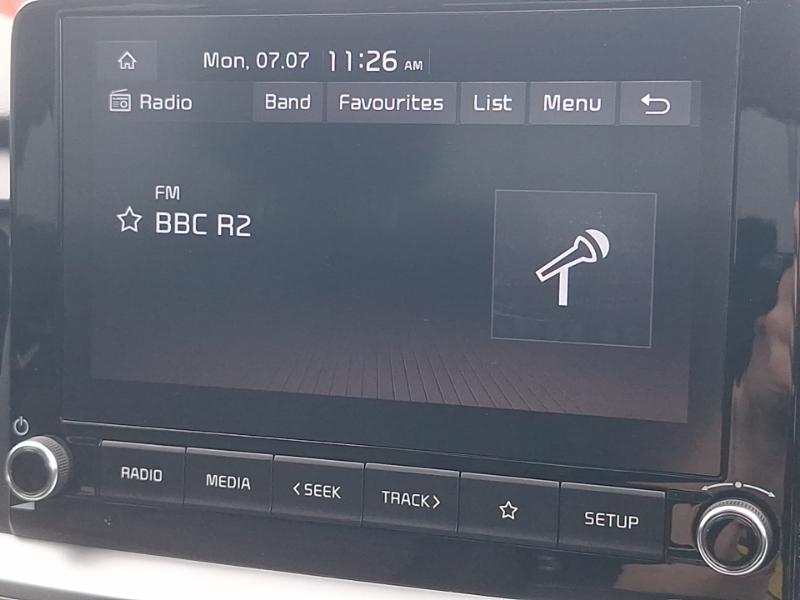 Mon, 07.07 11:26 AM
Radio Band Favourites List Menu
FM
BBC R2
RADIO MEDIA <SEEK TRACK> SETUP